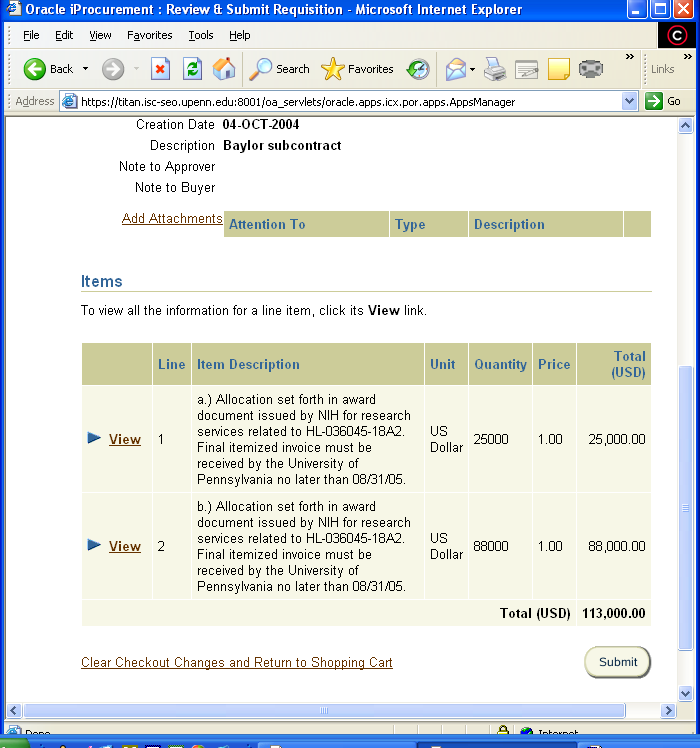 Oracle iProcurement : Review & Submit Requisition - Microsoft Internet Explorer
File Edit View Favorites Tools Help
Back Search Favorites Links
Address https://titan.isc-seo.upenn.edu:8001/oa_servlets/oracle.apps.icx.por.apps.AppsManager Go
Creation Date 04-OCT-2004
Description Baylor subcontract
Note to Approver
Note to Buyer
Add Attachments Attention To Type Description
Items
To view all the information for a line item, click its View link.
Line Item Description Unit Quantity Price Total
(USD)
a.) Allocation set forth in award
document issued by NIH for research
services related to HL-036045-18A2.
View 1 Final itemized invoice must be US Dollar 25000 1.00 25,000.00
received by the University of
Pennsylvania no later than 08/31/05.
b.) Allocation set forth in award
document issued by NIH for research
services related to HL-036045-18A2.
View 2 Final itemized invoice must be US Dollar 88000 1.00 88,000.00
received by the University of
Pennsylvania no later than 08/31/05.
Total (USD) 113,000.00
Clear Checkout Changes and Return to Shopping Cart Submit
Done Internet